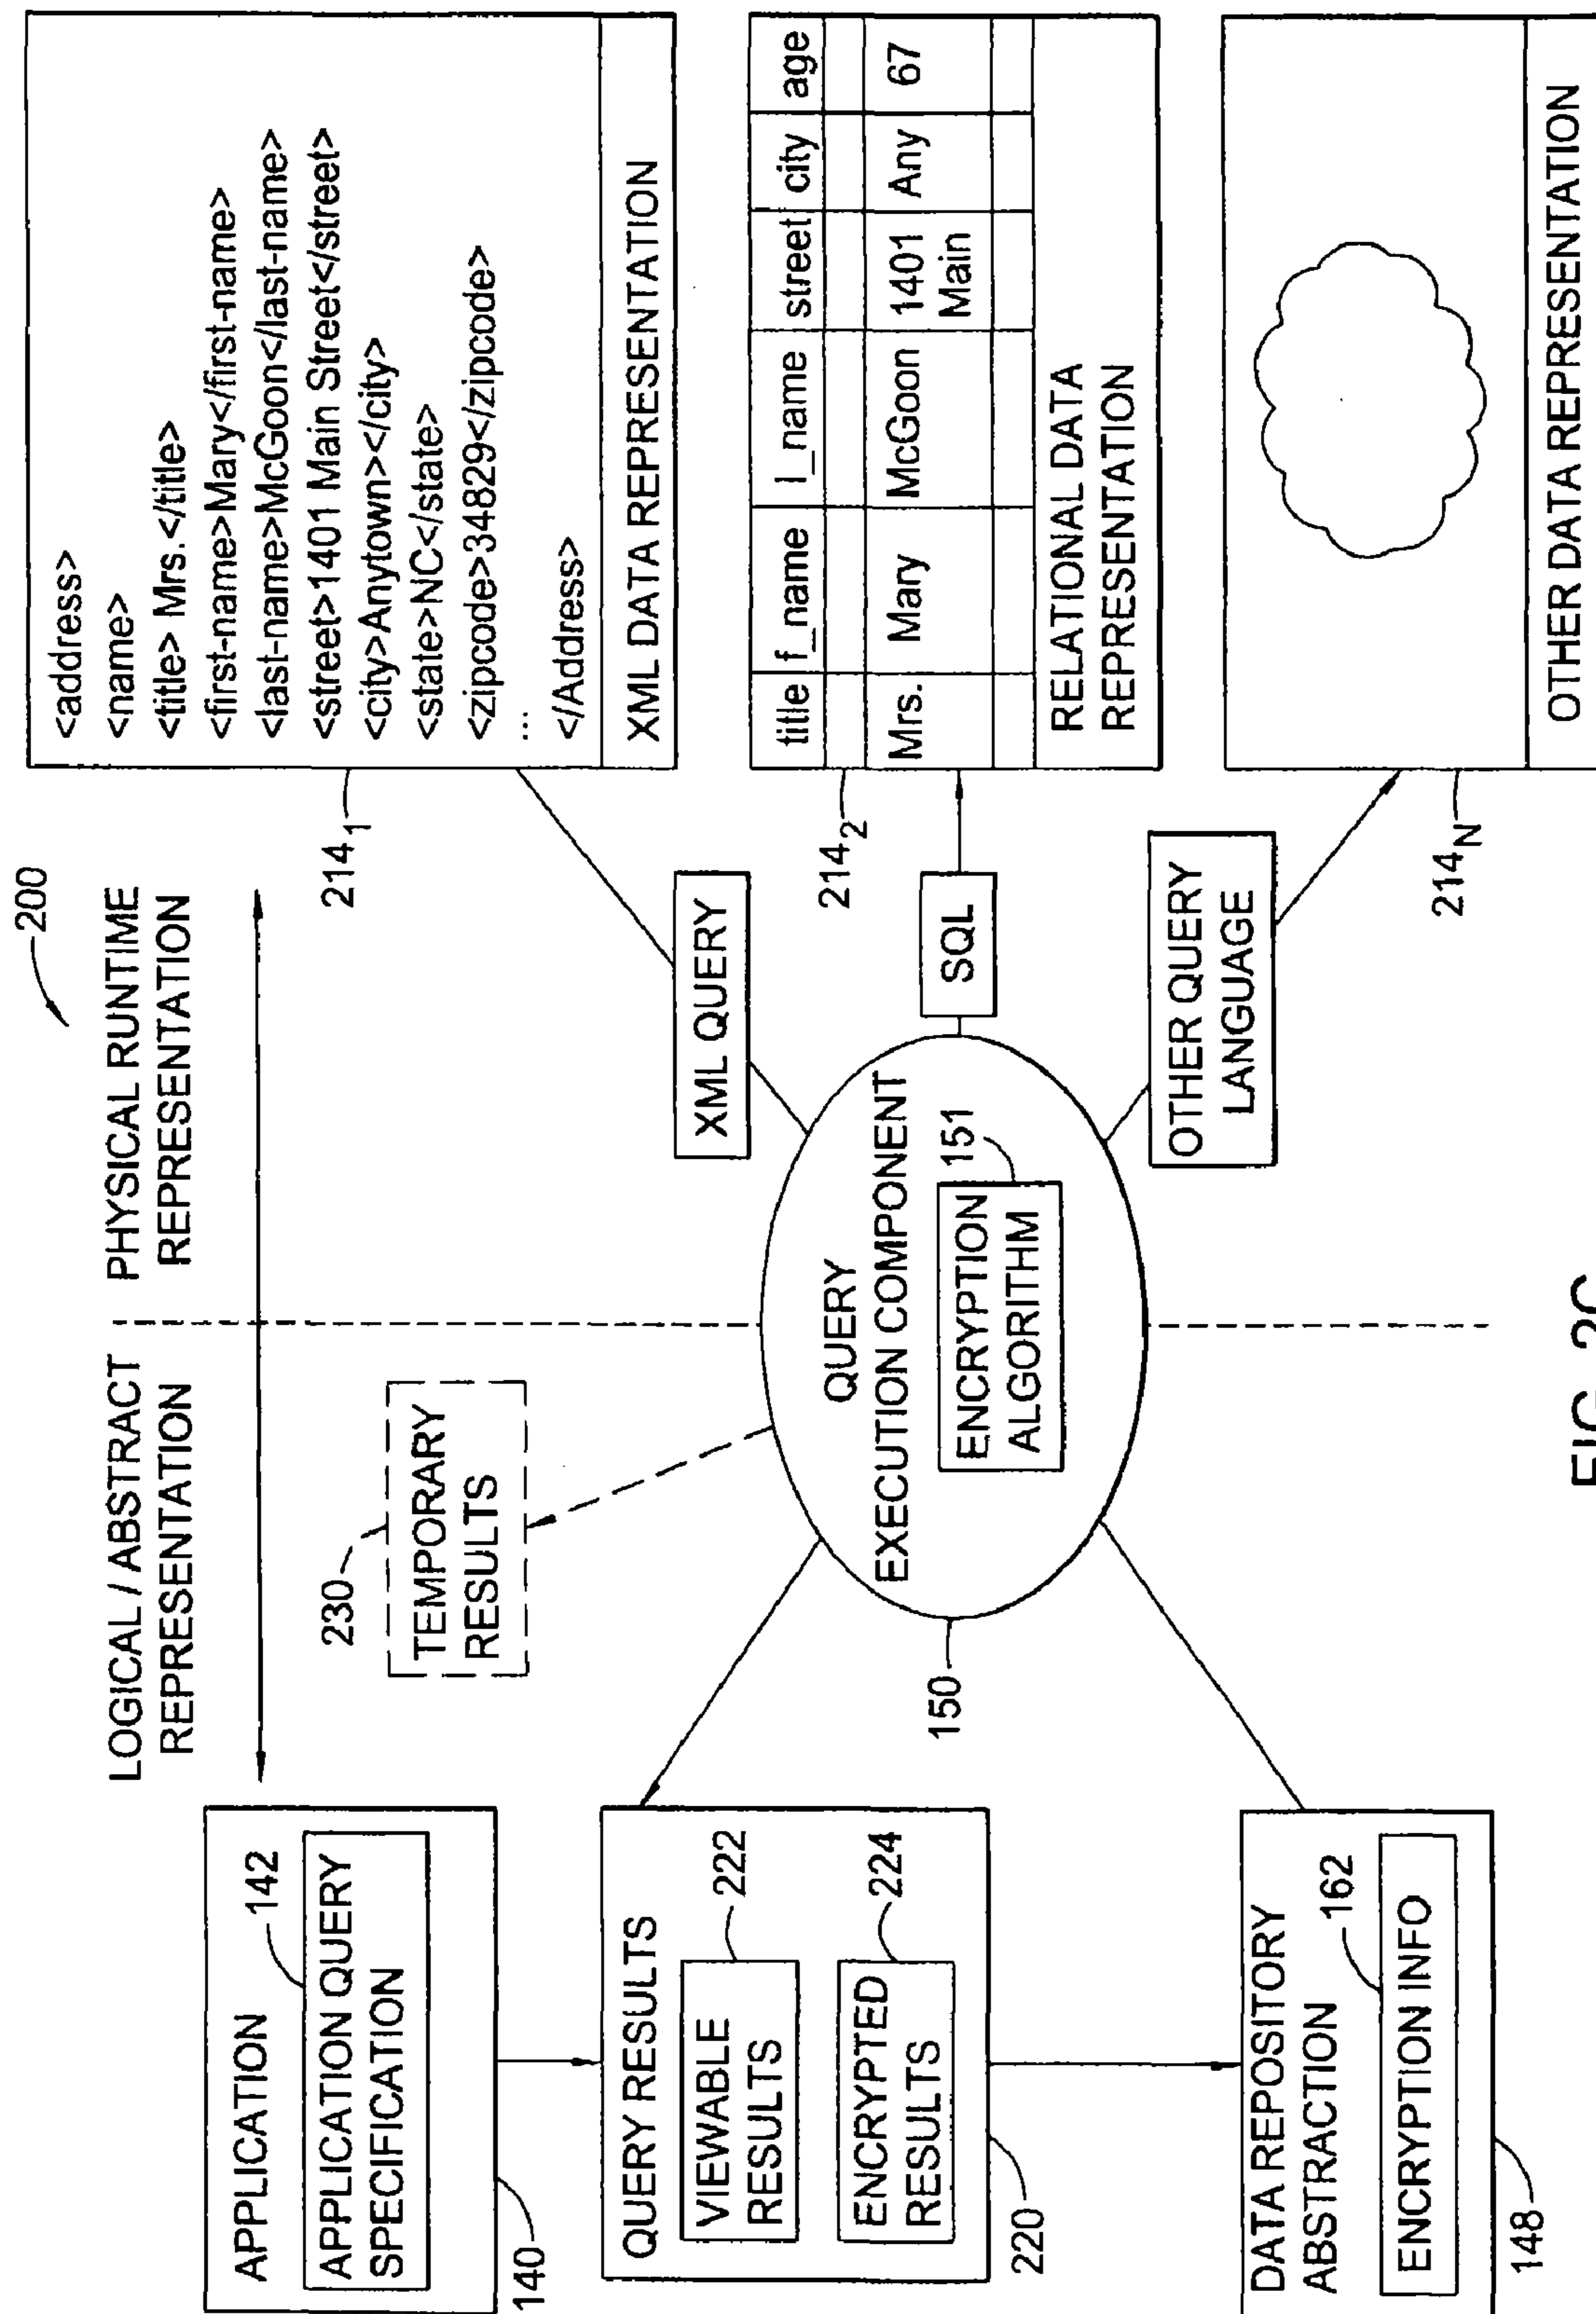 200
LOGICAL / ABSTRACT
REPRESENTATION
PHYSICAL RUNTIME
REPRESENTATION
APPLICATION
142
APPLICATION QUERY
SPECIFICATION
140
230
TEMPORARY
RESULTS
QUERY RESULTS
VIEWABLE
RESULTS
222
ENCRYPTED
RESULTS
224
220
DATA REPOSITORY
ABSTRACTION
162
ENCRYPTION INFO
148
QUERY
EXECUTION COMPONENT
ENCRYPTION
ALGORITHM
151
150
XML QUERY
SQL
OTHER QUERY
LANGUAGE
<address>
<name>
<title> Mrs.</title>
<first-name>Mary</first-name>
<last-name>McGoon</last-name>
<street>1401 Main Street</street>
<city>Anytown></city>
<state>NC</state>
<zipcode>34829</zipcode>
...
</Address>
XML DATA REPRESENTATION
214₁
title f_name l_name street city age
Mrs. Mary McGoon 1401 Any 67
Main
RELATIONAL DATA
REPRESENTATION
214₂
OTHER DATA REPRESENTATION
214N